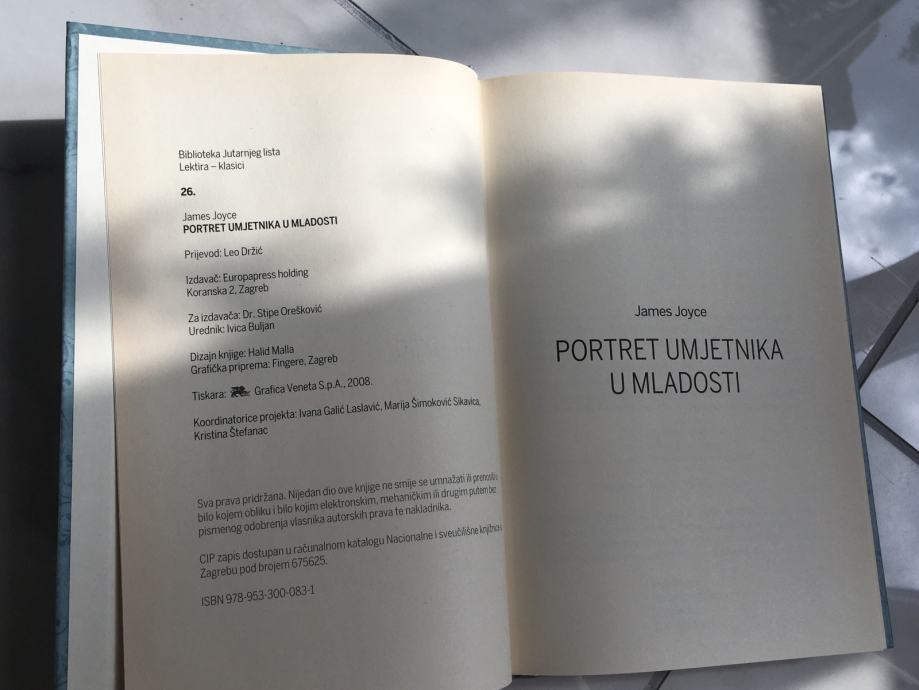 Biblioteka Jutarnjeg lista
Lektira – klasici
26.
James Joyce
PORTRET UMJETNIKA U MLADOSTI
Prijevod: Leo Držić
Izdavač: Europapress holding
Koranska 2, Zagreb
Za izdavača: Dr. Stipe Orešković
Urednik: Ivica Buljan
Dizajn knjige: Halid Malla
Grafička priprema: Fingere, Zagreb
Tiskara: Grafica Veneta S.p.A., 2008.
Koordinatorice projekta: Ivana Galić Laslavić, Marija Šimoković Sikavica,
Kristina Štefanac
Sva prava pridržana. Nijedan dio ove knjige ne smije se umnažati ili
bilo kojem obliku i bilo kojim elektronskim, mehaničkim ili drugim putem bez
pismenog odobrenja vlasnika autorskih prava te nakladnika.
CIP zapis dostupan u računalnom katalogu Nacionalne i sveučilišne
Zagrebu pod brojem 675625.
ISBN 978-953-300-083-1
James Joyce
PORTRET UMJETNIKA
U MLADOSTI